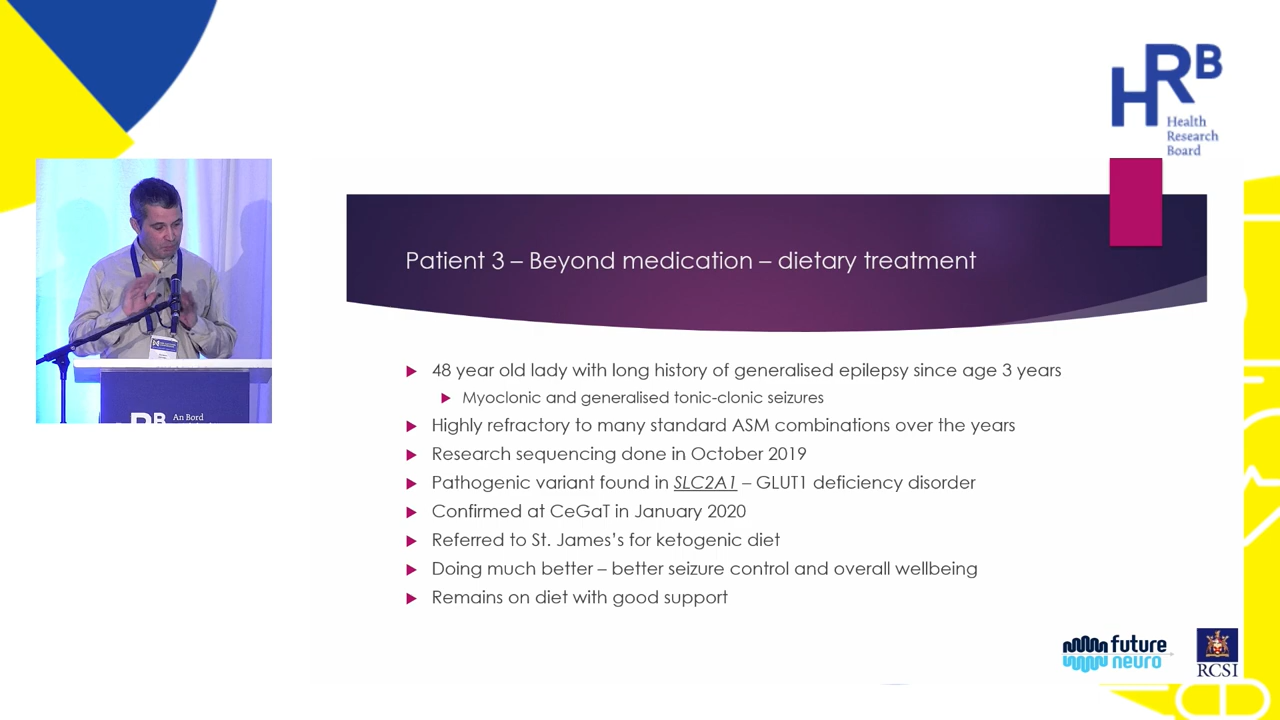 HRB
Health
Research
Board
Patient 3 – Beyond medication – dietary treatment
48 year old lady with long history of generalised epilepsy since age 3 years
Myoclonic and generalised tonic-clonic seizures
Highly refractory to many standard ASM combinations over the years
Research sequencing done in October 2019
Pathogenic variant found in SLC2A1 – GLUT1 deficiency disorder
Confirmed at CeGaT in January 2020
Referred to St. James's for ketogenic diet
Doing much better – better seizure control and overall wellbeing
Remains on diet with good support
An Bord
future
neuro
RCSI